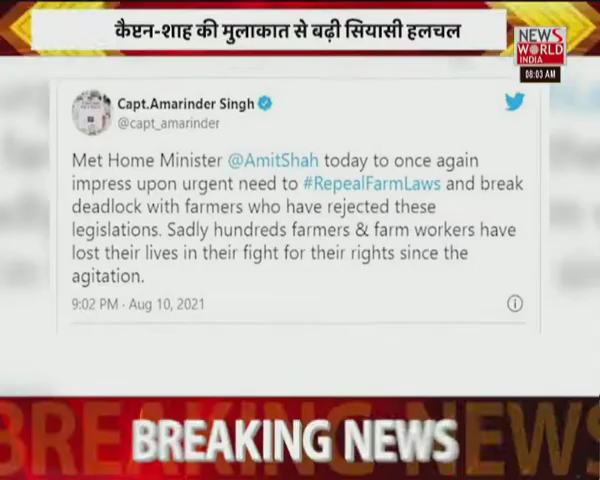 कैप्टन-शाह की मुलाकात से बढ़ी सियासी हलचल
NEWS
WORLD
INDIA
08:03 AM
Capt.Amarinder Singh
@capt_amarinder
Met Home Minister @AmitShah today to once again
impress upon urgent need to #RepealFarmLaws and break
deadlock with farmers who have rejected these
legislations. Sadly hundreds farmers & farm workers have
lost their lives in their fight for their rights since the
agitation.
9:02 PM · Aug 10, 2021
BREAKING NEWS
BREAKING NEWS